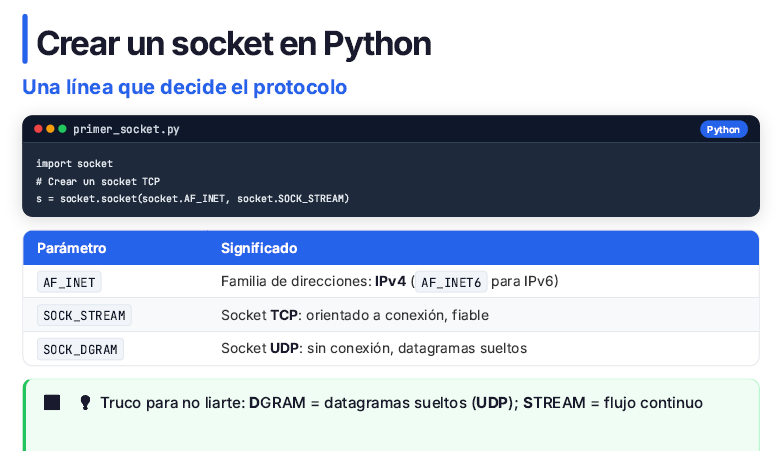 Crear un socket en Python
Una línea que decide el protocolo
primer_socket.py
Python
import socket
# Crear un socket TCP
s = socket.socket(socket.AF_INET, socket.SOCK_STREAM)
Parámetro Significado
AF_INET Familia de direcciones: IPv4 (AF_INET6 para IPv6)
SOCK_STREAM Socket TCP: orientado a conexión, fiable
SOCK_DGRAM Socket UDP: sin conexión, datagramas sueltos
Truco para no liarte: DGRAM = datagramas sueltos (UDP); STREAM = flujo continuo